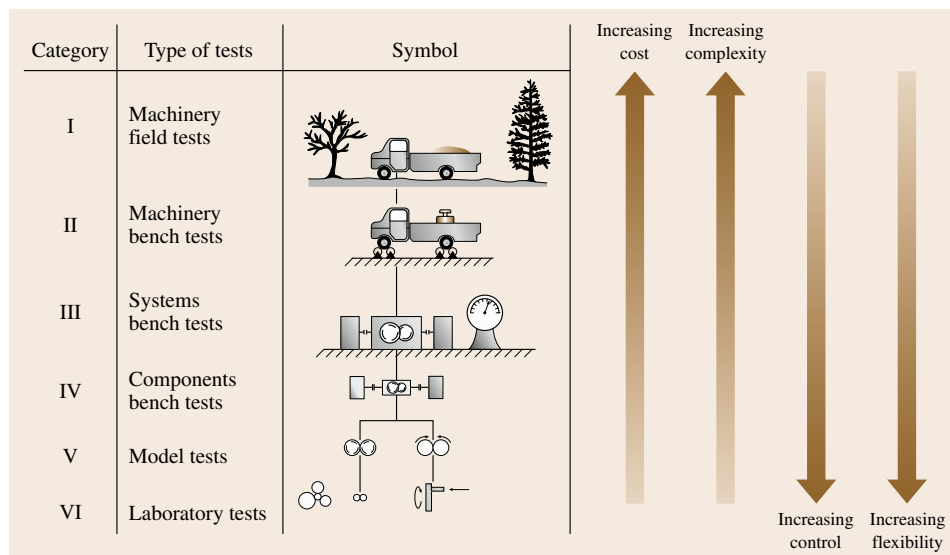 Category Type of tests Symbol
Increasing cost
Increasing complexity
I Machinery
field tests
II Machinery
bench tests
III Systems
bench tests
IV Components
bench tests
V Model tests
VI Laboratory tests
Increasing
control
Increasing
flexibility